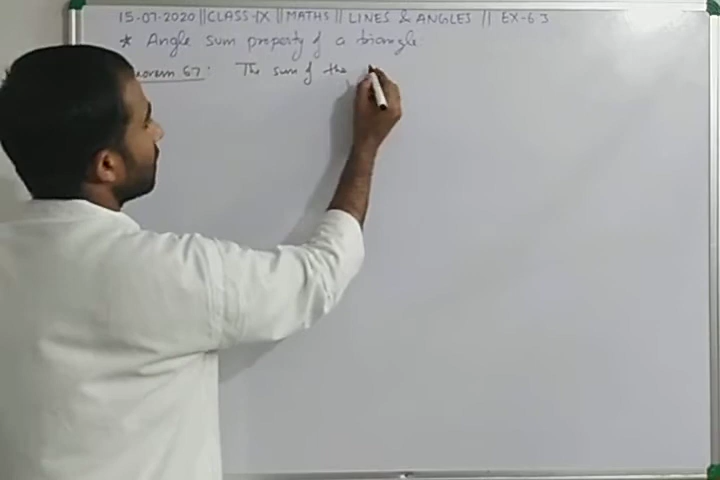 15-07-2020 || CLASS-IX || MATHS || LINES & ANGLES || EX-6.3
* Angle sum property of a triangle
orem 6.7 : The sum of the